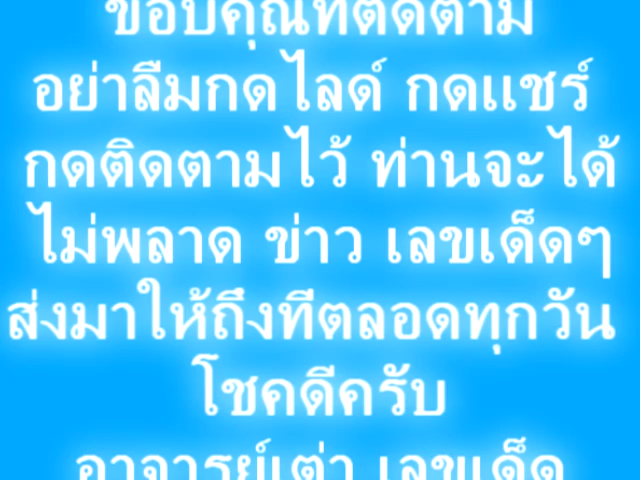 ขอบคุณที่ติดตาม
อย่าลืมกดไลด์ กดแชร์
กดติดตามไว้ ท่านจะได้
ไม่พลาด ข่าว เลขเด็ดๆ
ส่งมาให้ถึงทีตลอดทุกวัน
โชคดีครับ
อาจารย์เต่า เลขเด็ด